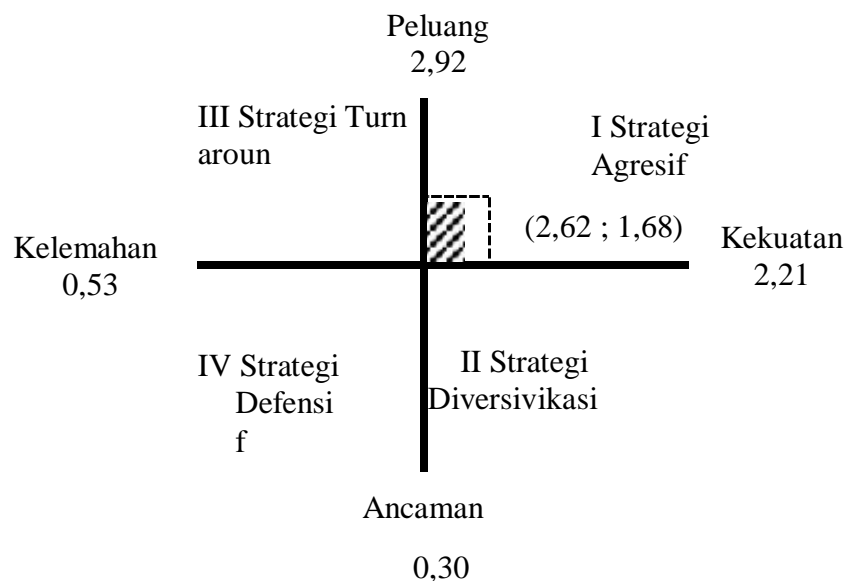 Peluang
2,92
III Strategi Turn
aroun
I Strategi
Agresif
(2,62 ; 1,68)
Kelemahan
0,53
Kekuatan
2,21
IV Strategi
Defensi
f
II Strategi
Diversivikasi
Ancaman
0,30